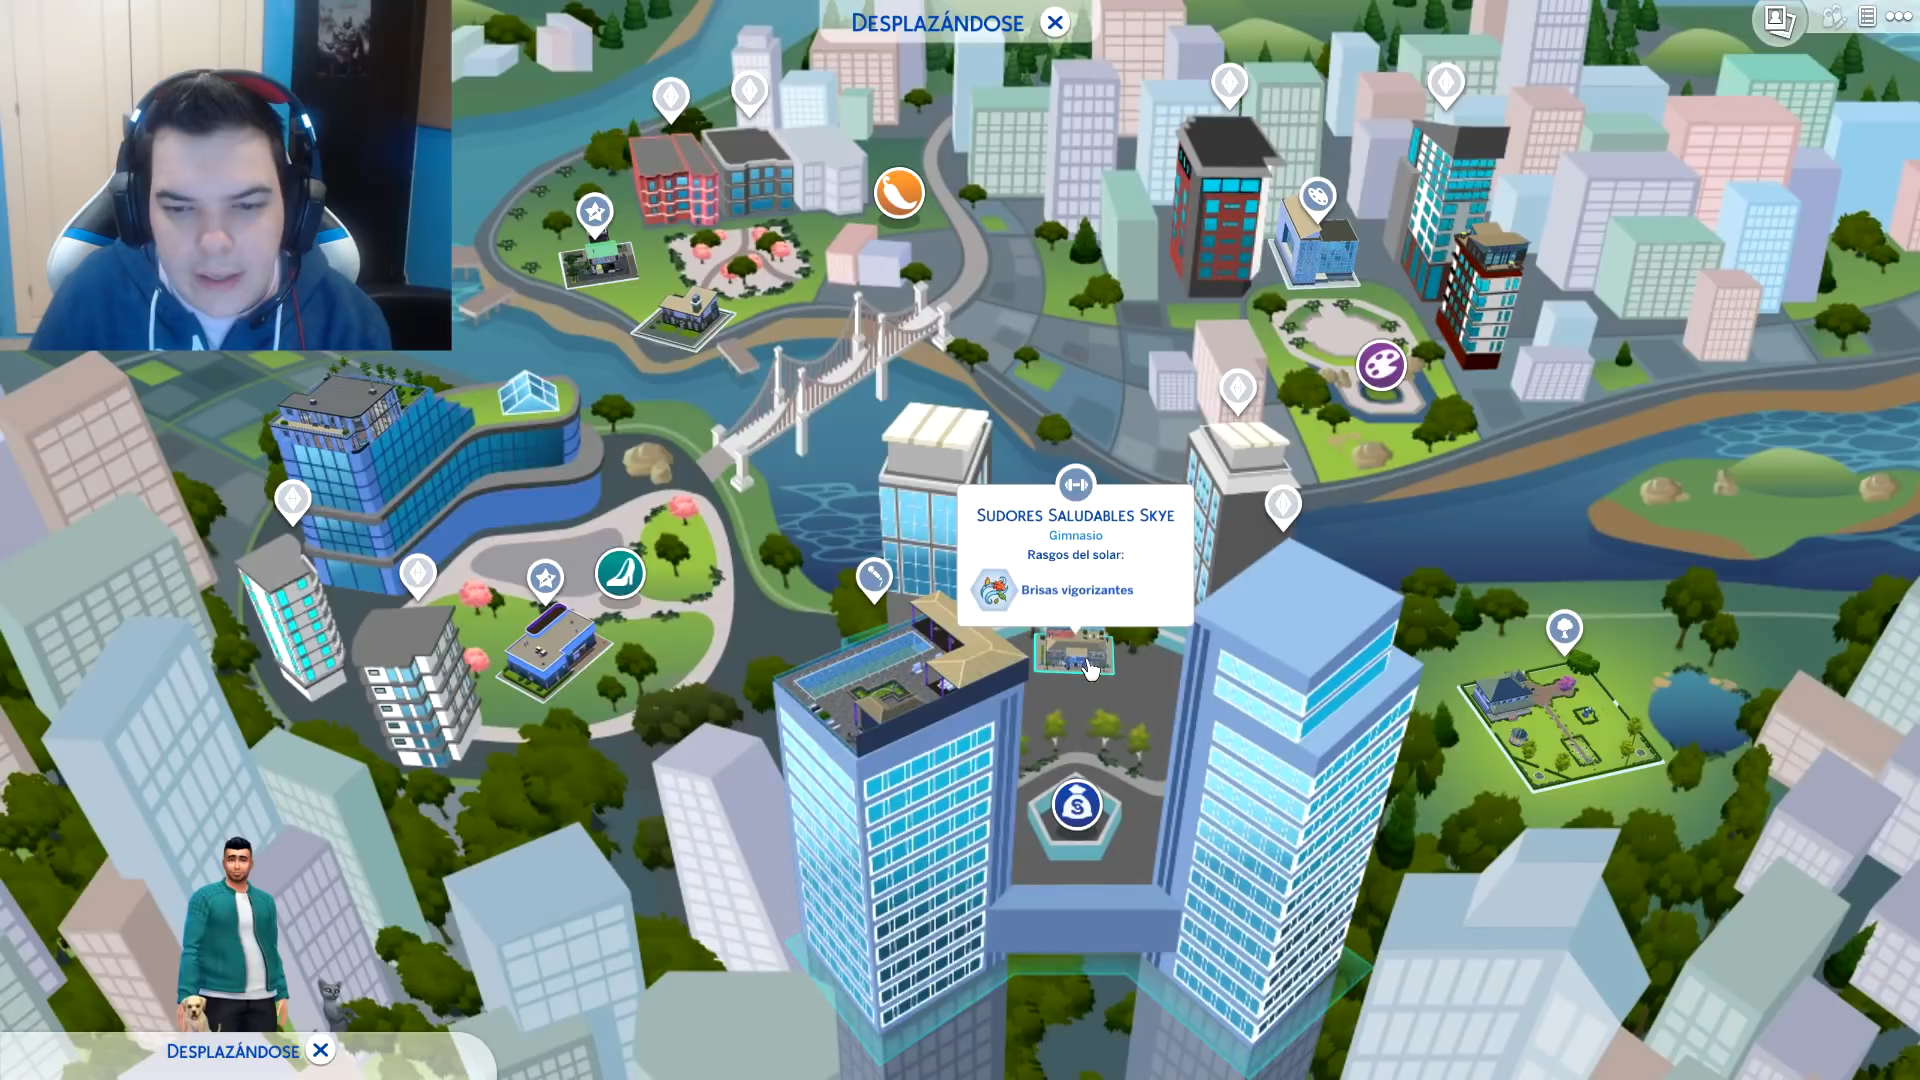 Desplazándose
Sudores Saludables Skye
Gimnasio
Rasgos del solar:
Brisas vigorizantes
Desplazándose